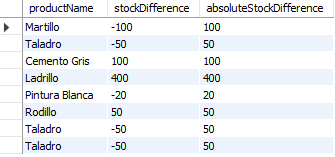 productName stockDifference absoluteStockDifference
Martillo -100 100
Taladro -50 50
Cemento Gris 100 100
Ladrillo 400 400
Pintura Blanca -20 20
Rodillo 50 50
Taladro -50 50
Taladro -50 50